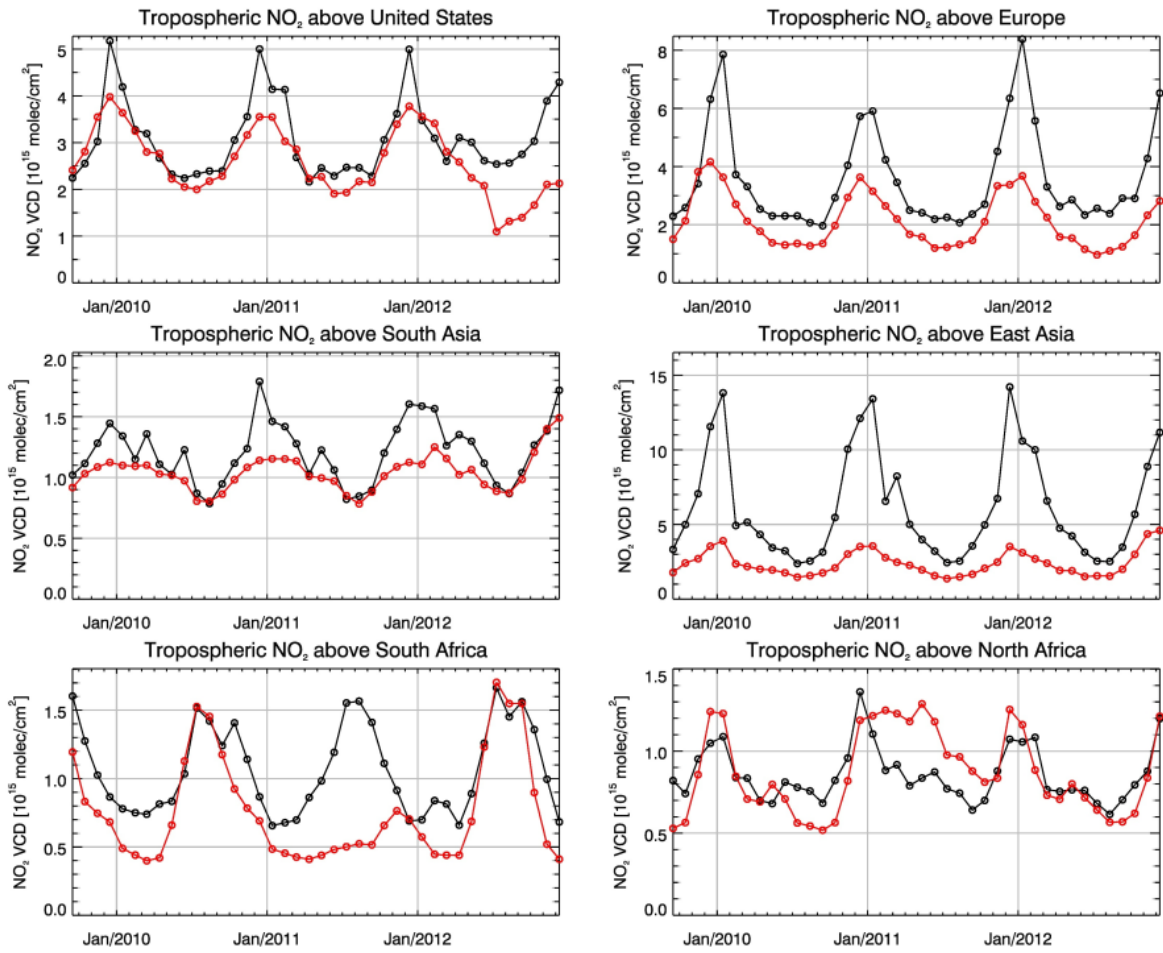 Tropospheric NO₂ above United States
NO₂ VCD [10¹⁵ molec/cm²]
5
4
3
2
1
0
Jan/2010 Jan/2011 Jan/2012
Tropospheric NO₂ above Europe
NO₂ VCD [10¹⁵ molec/cm²]
8
6
4
2
0
Jan/2010 Jan/2011 Jan/2012
Tropospheric NO₂ above South Asia
NO₂ VCD [10¹⁵ molec/cm²]
2.0
1.5
1.0
0.5
0.0
Jan/2010 Jan/2011 Jan/2012
Tropospheric NO₂ above East Asia
NO₂ VCD [10¹⁵ molec/cm²]
15
10
5
0
Jan/2010 Jan/2011 Jan/2012
Tropospheric NO₂ above South Africa
NO₂ VCD [10¹⁵ molec/cm²]
1.5
1.0
0.5
0.0
Jan/2010 Jan/2011 Jan/2012
Tropospheric NO₂ above North Africa
NO₂ VCD [10¹⁵ molec/cm²]
1.5
1.0
0.5
0.0
Jan/2010 Jan/2011 Jan/2012